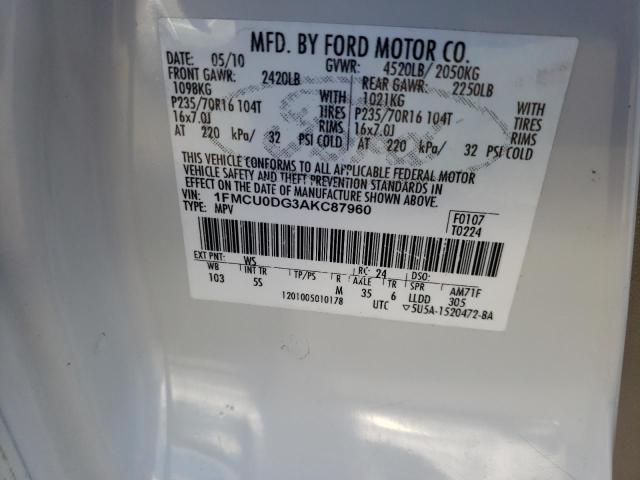 MFD. BY FORD MOTOR CO.
DATE: 05/10 GVWR: 4520LB/ 2050KG
FRONT GAWR: 2420LB REAR GAWR: 2250LB
1098KG WITH 1021KG WITH
P235/70R16 104T TIRES P235/70R16 104T TIRES
16x7.0J RIMS 16x7.0J RIMS
AT 220 kPa/ 32 PSI COLD AT 220 kPa/ 32 PSI COLD
THIS VEHICLE CONFORMS TO ALL APPLICABLE FEDERAL MOTOR
VEHICLE SAFETY AND THEFT PREVENTION STANDARDS IN
EFFECT ON THE DATE OF MANUFACTURE SHOWN ABOVE.
VIN: 1FMCU0DG3AKC87960 F0107
TYPE: MPV T0224
EXT PNT: WS RC: 24 DSO:
WB INT TR TP/PS R AXLE TR SPR AM71F
103 5S M 35 6 LLDD 305
1201005010178 UTC ▽5U5A-1520472-BA